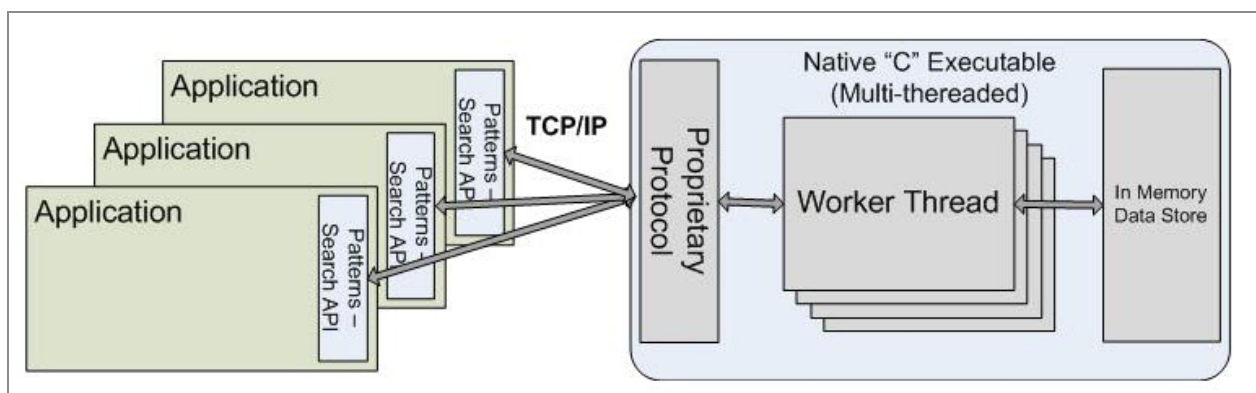 Application
Patterns –
Search API
Application
Patterns –
Search AP
Application
Patterns –
Search API
TCP/IP
Native “C” Executable
(Multi-thereaded)
Proprietary
Protocol
Worker Thread
In Memory
Data Store